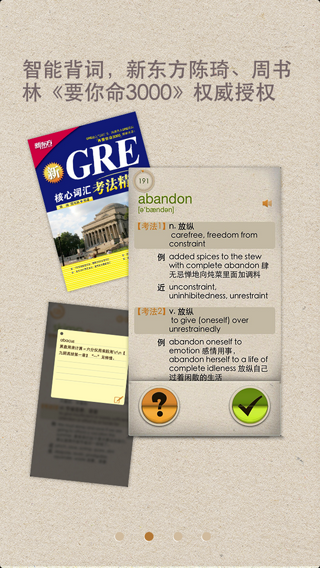 智能背词，新东方陈琦、周书
林《要你命3000》权威授权
新东方
新
GRE
核心词汇考法精
191
abandon
[ə'bændən]
【考法1】 n. 放纵
carefree, freedom from
constraint
例 added spices to the stew
with complete abandon 肆
无忌惮地向炖菜里面加调料
近 unconstraint,
uninhibitedness, unrestraint
【考法2】 v. 放纵
to give (oneself) over
unrestrainedly
例 abandon oneself to
emotion 感情用事,
abandon herself to a life of
complete idleness 放纵自己
过着闲散的生活
?